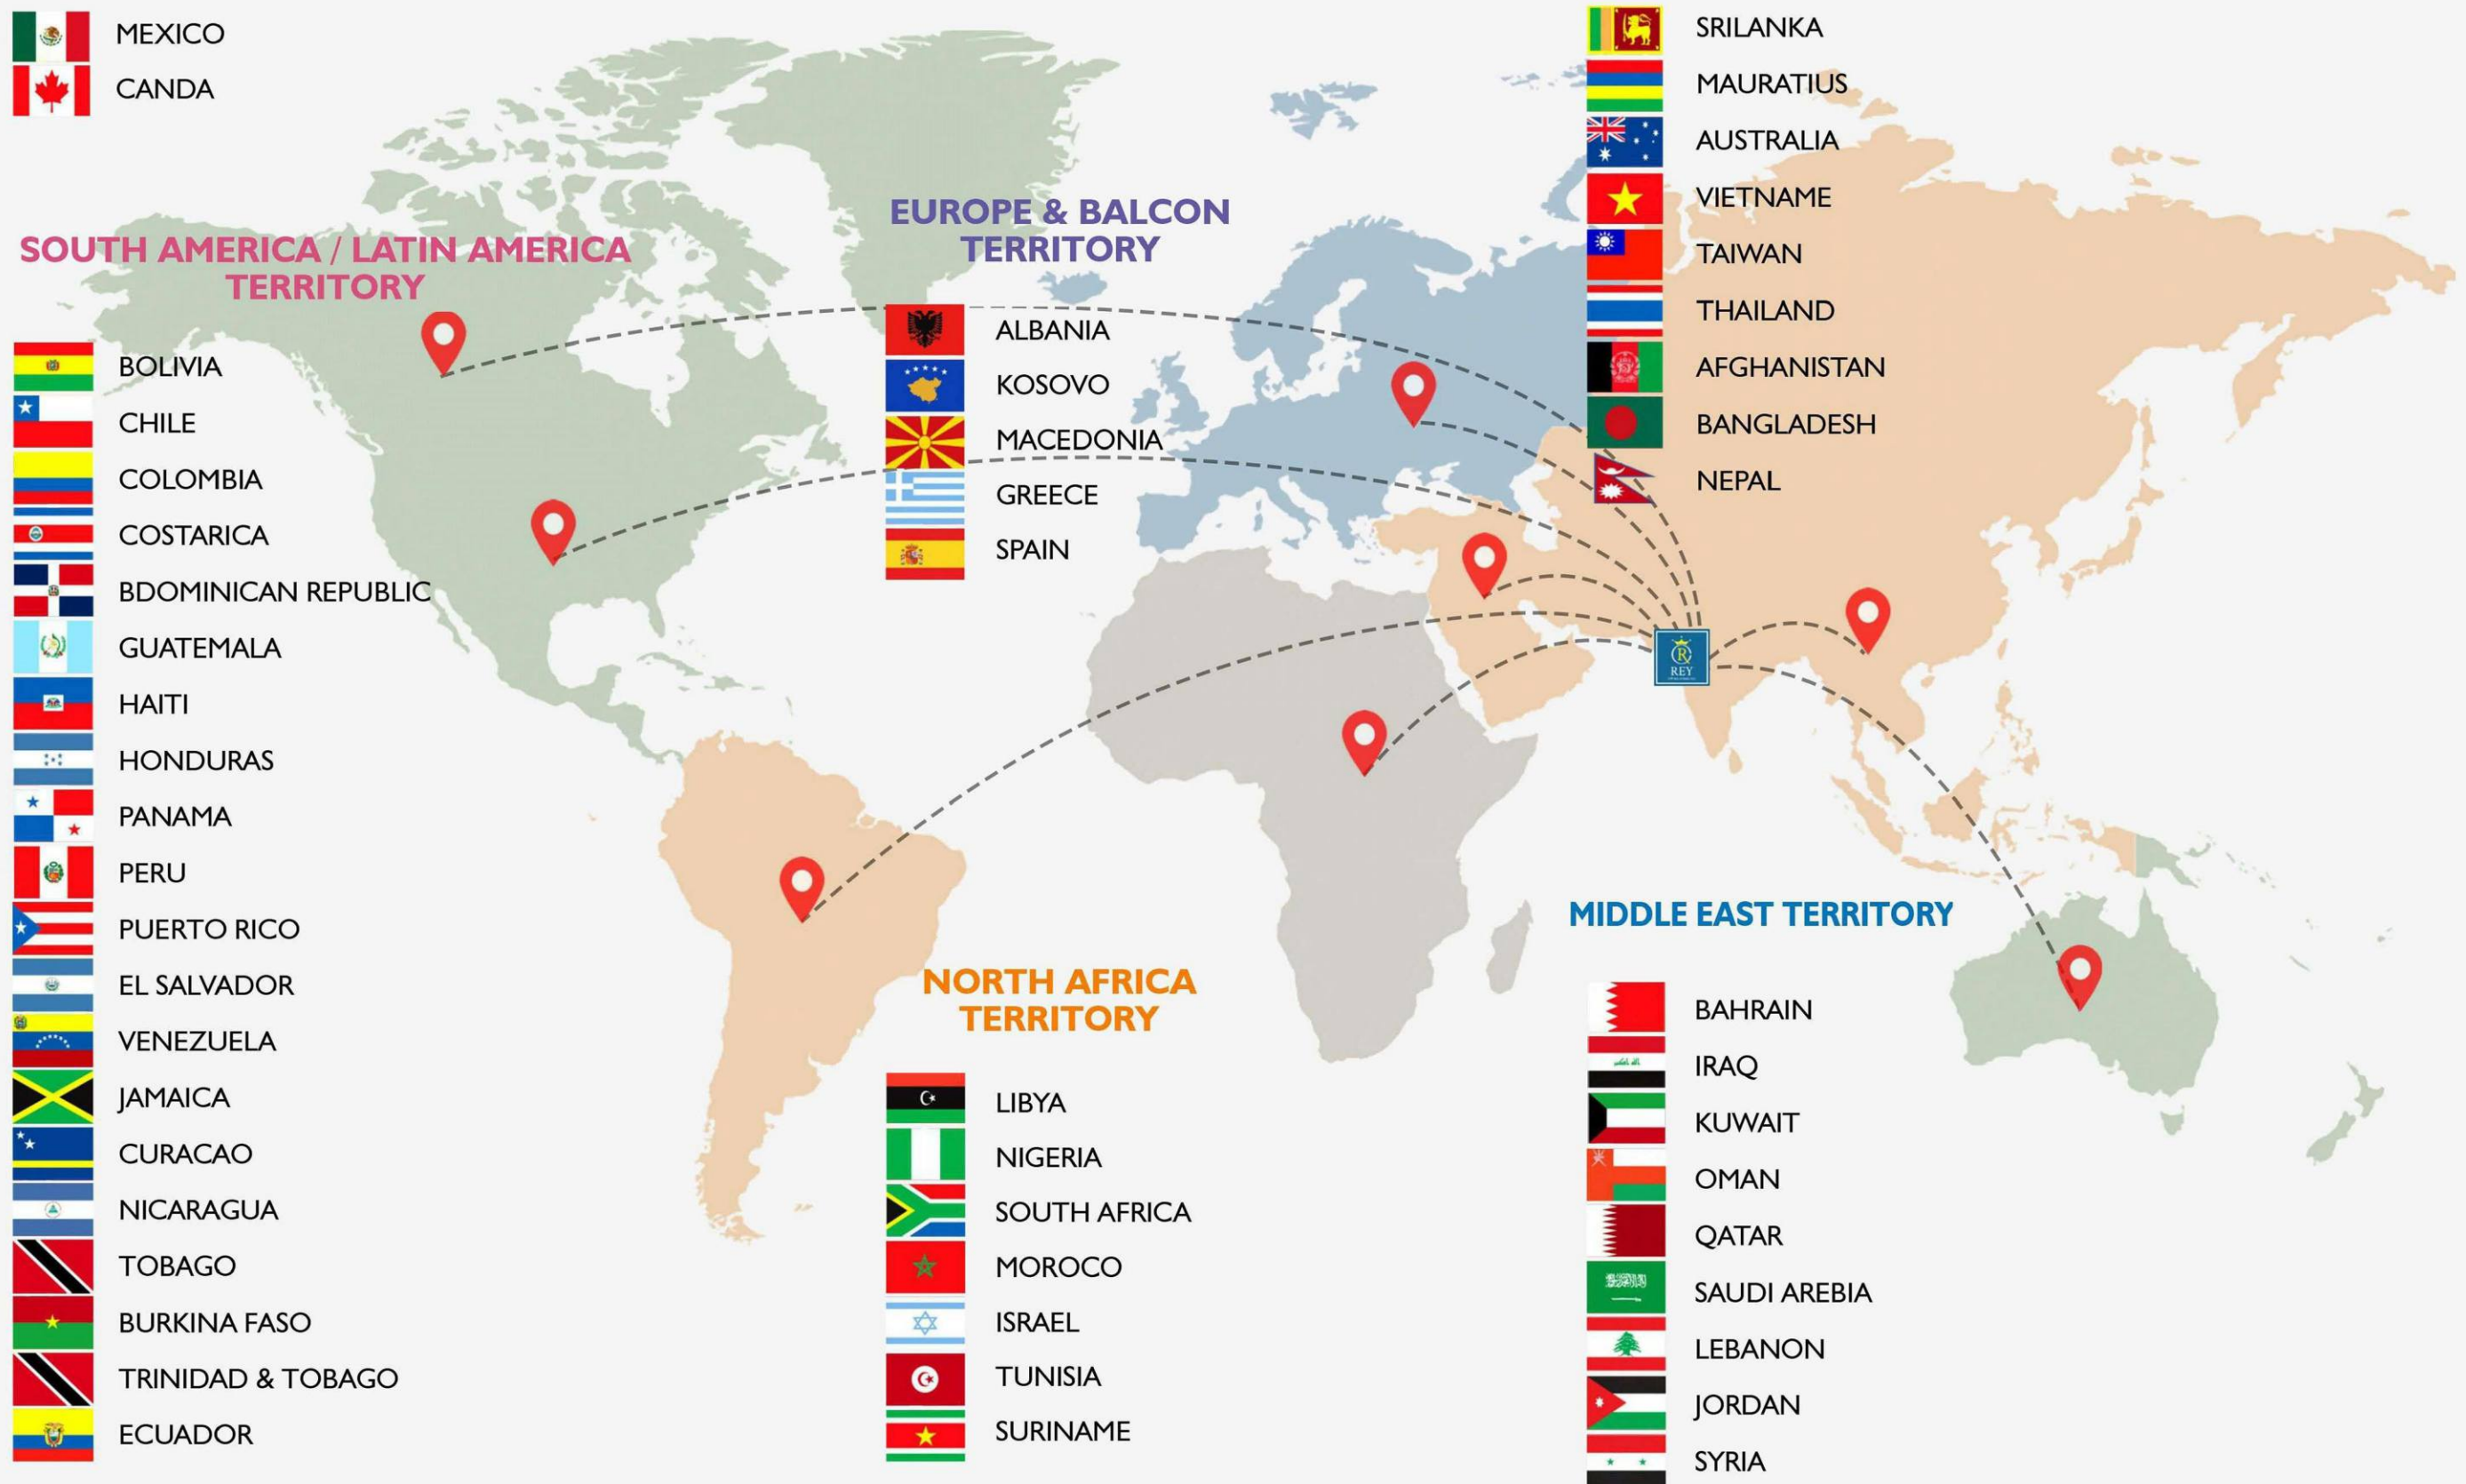 MEXICO
CANDA
SOUTH AMERICA / LATIN AMERICA
TERRITORY
BOLIVIA
CHILE
COLOMBIA
COSTARICA
BDOMINICAN REPUBLIC
GUATEMALA
HAITI
HONDURAS
PANAMA
PERU
PUERTO RICO
EL SALVADOR
VENEZUELA
JAMAICA
CURACAO
NICARAGUA
TOBAGO
BURKINA FASO
TRINIDAD & TOBAGO
ECUADOR
EUROPE & BALCON
TERRITORY
ALBANIA
KOSOVO
MACEDONIA
GREECE
SPAIN
NORTH AFRICA
TERRITORY
LIBYA
NIGERIA
SOUTH AFRICA
MOROCO
ISRAEL
TUNISIA
SURINAME
SRILANKA
MAURATIUS
AUSTRALIA
VIETNAME
TAIWAN
THAILAND
AFGHANISTAN
BANGLADESH
NEPAL
R
REY
MIDDLE EAST TERRITORY
BAHRAIN
IRAQ
KUWAIT
OMAN
QATAR
SAUDI AREBIA
LEBANON
JORDAN
SYRIA